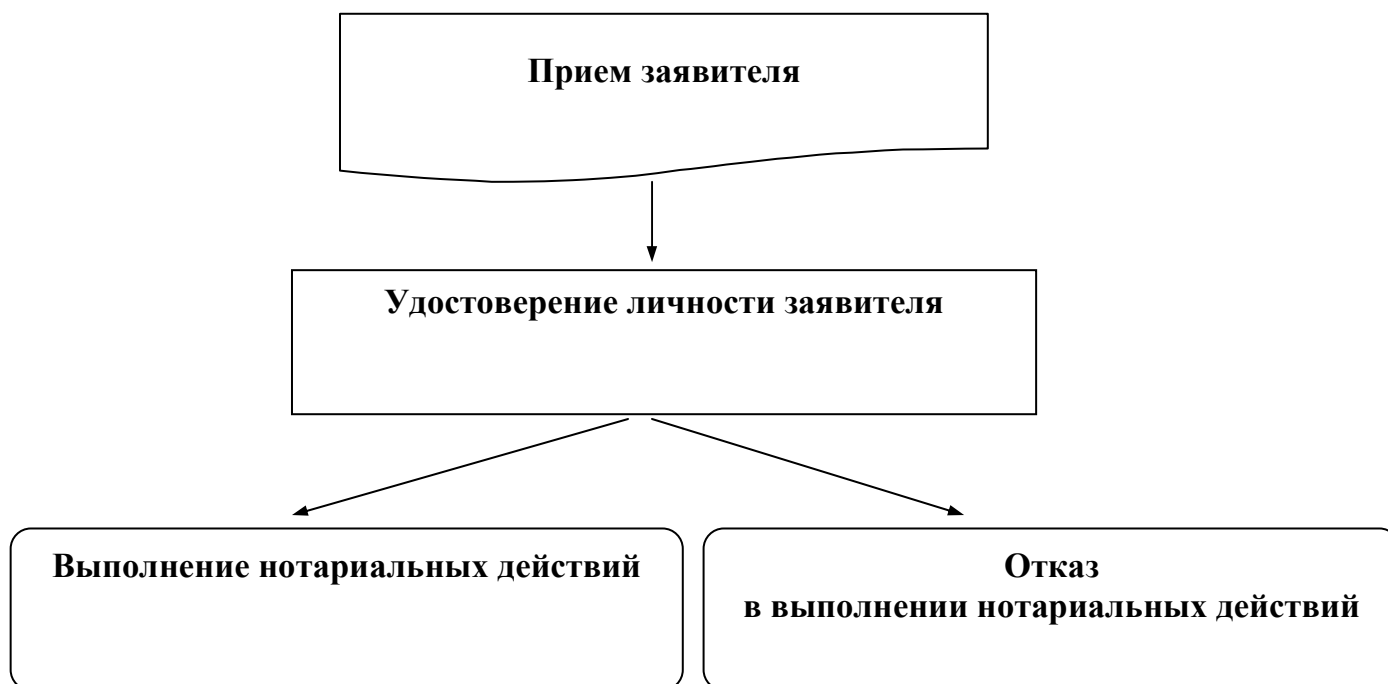 Прием заявителя
Удостоверение личности заявителя
Выполнение нотариальных действий
Отказ
в выполнении нотариальных действий